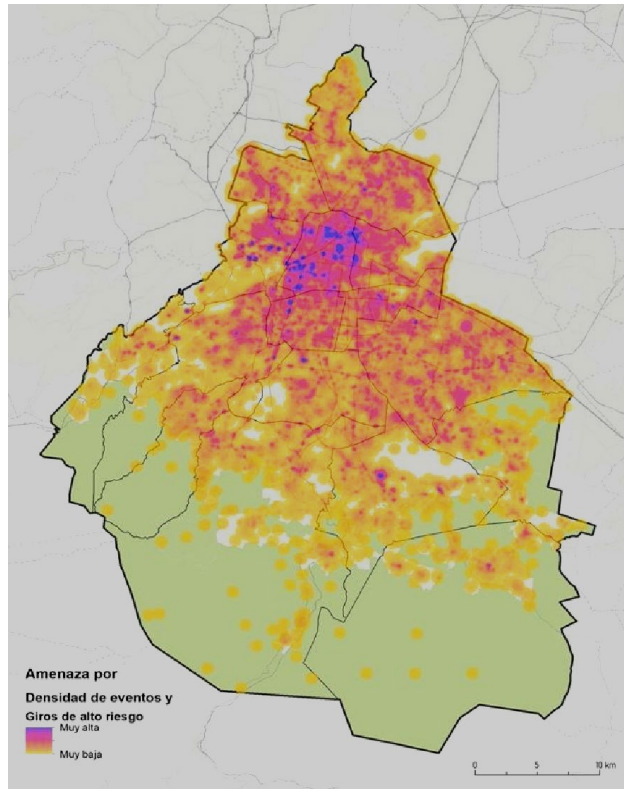 Amenaza por
Densidad de eventos y
Giros de alto riesgo
Muy alta
Muy baja
0 5 10 km